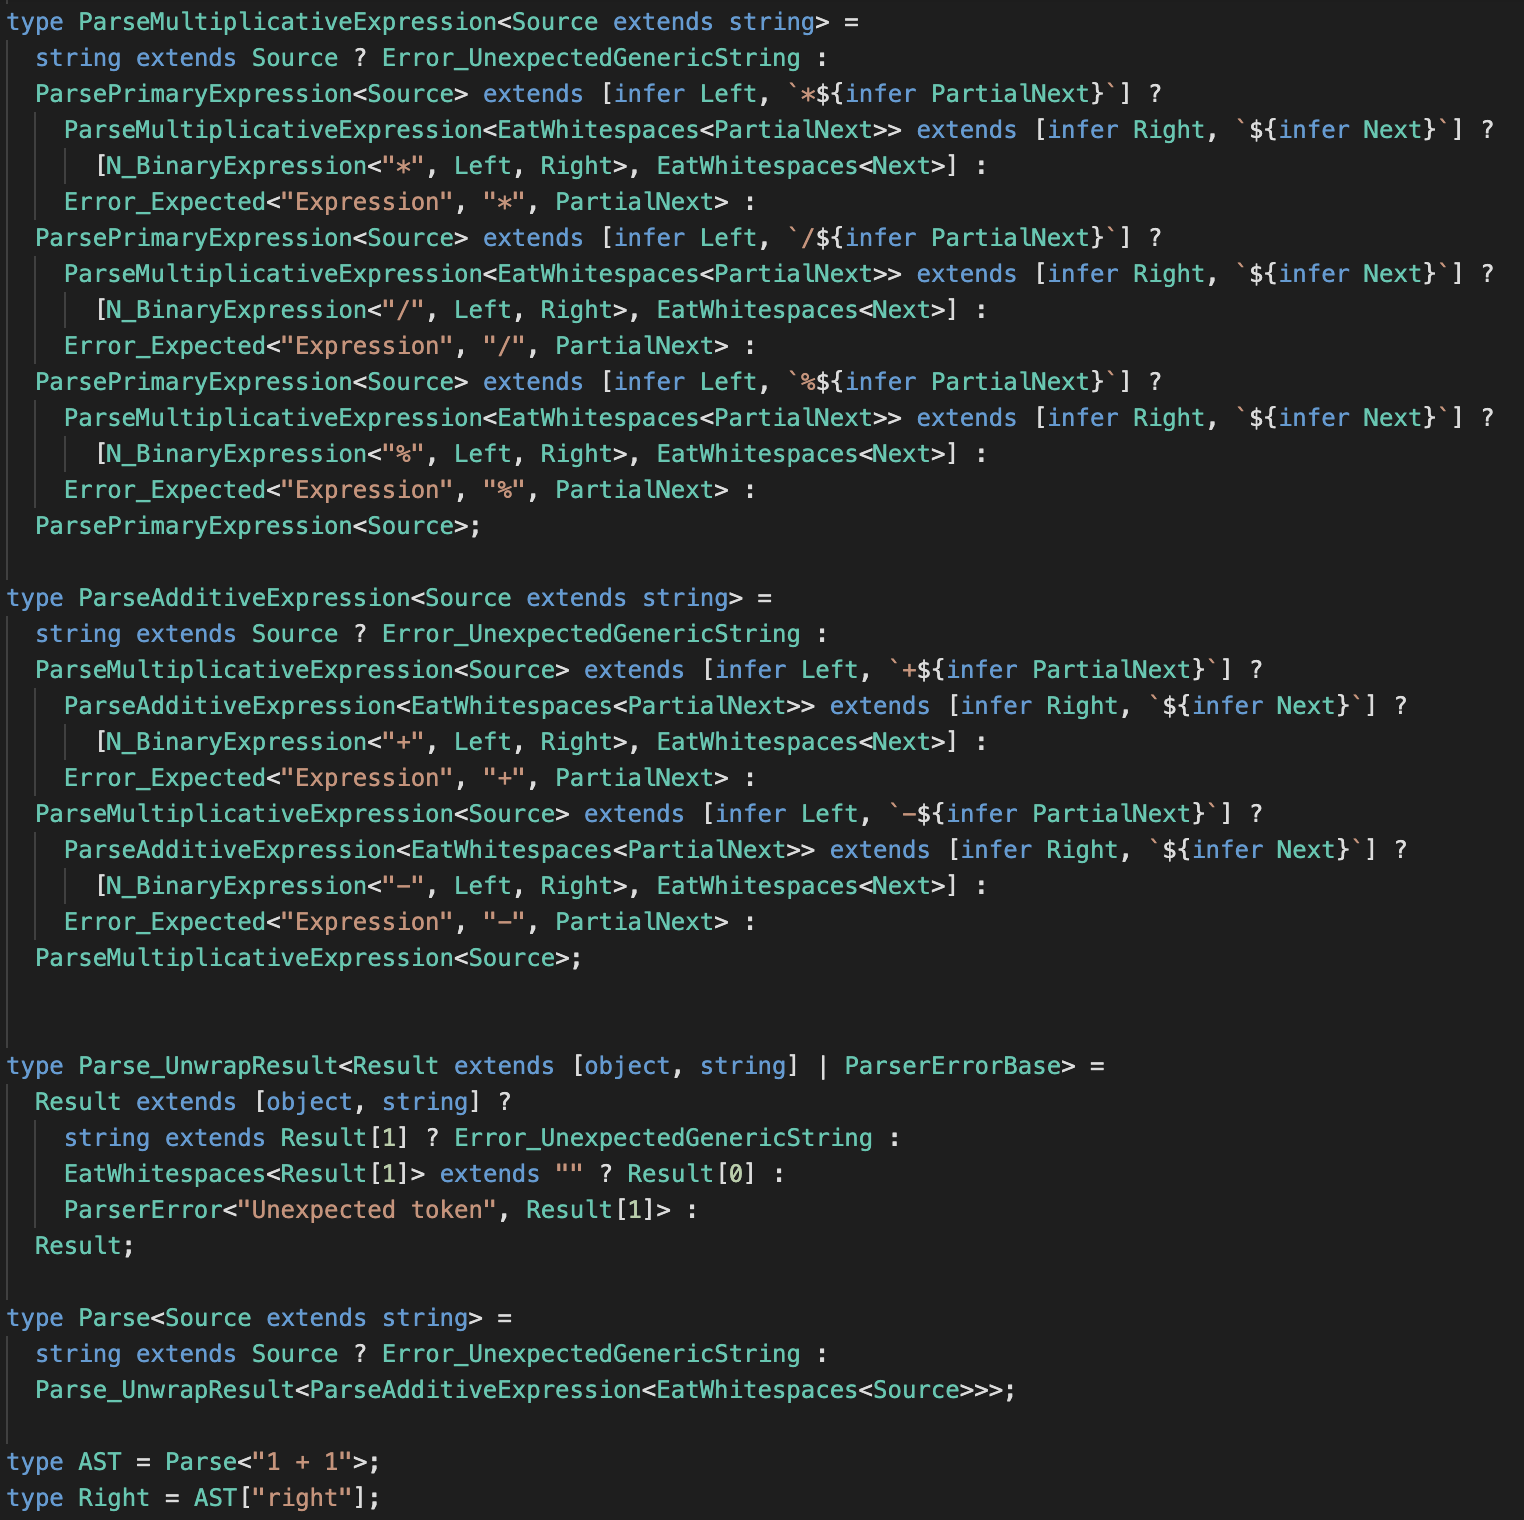 type ParseMultiplicativeExpression<Source extends string> =
  string extends Source ? Error_UnexpectedGenericString :
  ParsePrimaryExpression<Source> extends [infer Left, `*${infer PartialNext}`] ?
    ParseMultiplicativeExpression<EatWhitespaces<PartialNext>> extends [infer Right, `${infer Next}`] ?
      [N_BinaryExpression<"*", Left, Right>, EatWhitespaces<Next>] :
    Error_Expected<"Expression", "*", PartialNext> :
  ParsePrimaryExpression<Source> extends [infer Left, `/${infer PartialNext}`] ?
    ParseMultiplicativeExpression<EatWhitespaces<PartialNext>> extends [infer Right, `${infer Next}`] ?
      [N_BinaryExpression<"/", Left, Right>, EatWhitespaces<Next>] :
    Error_Expected<"Expression", "/", PartialNext> :
  ParsePrimaryExpression<Source> extends [infer Left, `%${infer PartialNext}`] ?
    ParseMultiplicativeExpression<EatWhitespaces<PartialNext>> extends [infer Right, `${infer Next}`] ?
      [N_BinaryExpression<"%", Left, Right>, EatWhitespaces<Next>] :
    Error_Expected<"Expression", "%", PartialNext> :
  ParsePrimaryExpression<Source>;

type ParseAdditiveExpression<Source extends string> =
  string extends Source ? Error_UnexpectedGenericString :
  ParseMultiplicativeExpression<Source> extends [infer Left, `+${infer PartialNext}`] ?
    ParseAdditiveExpression<EatWhitespaces<PartialNext>> extends [infer Right, `${infer Next}`] ?
      [N_BinaryExpression<"+", Left, Right>, EatWhitespaces<Next>] :
    Error_Expected<"Expression", "+", PartialNext> :
  ParseMultiplicativeExpression<Source> extends [infer Left, `-${infer PartialNext}`] ?
    ParseAdditiveExpression<EatWhitespaces<PartialNext>> extends [infer Right, `${infer Next}`] ?
      [N_BinaryExpression<"-", Left, Right>, EatWhitespaces<Next>] :
    Error_Expected<"Expression", "-", PartialNext> :
  ParseMultiplicativeExpression<Source>;

type Parse_UnwrapResult<Result extends [object, string] | ParserErrorBase> =
  Result extends [object, string] ?
    string extends Result[1] ? Error_UnexpectedGenericString :
    EatWhitespaces<Result[1]> extends "" ? Result[0] :
    ParserError<"Unexpected token", Result[1]> :
  Result;

type Parse<Source extends string> =
  string extends Source ? Error_UnexpectedGenericString :
  Parse_UnwrapResult<ParseAdditiveExpression<EatWhitespaces<Source>>>;

type AST = Parse<"1 + 1">;
type Right = AST["right"];